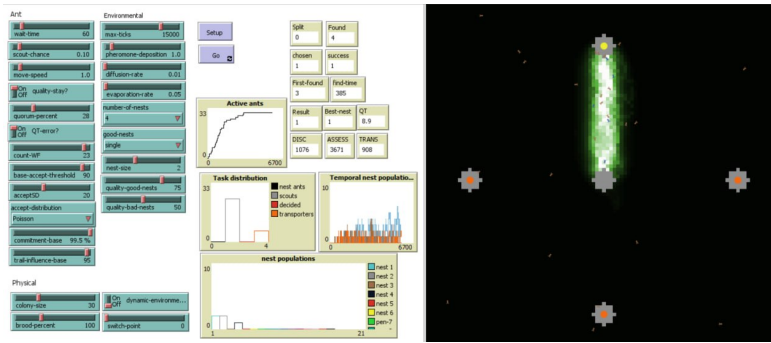 Ant
Environmental
wait-time 60
scout-chance 0.10
move-speed 1.0
On
Off
quality-stay?
quorum-percent 28
On
Off
QT-error?
count-WF 23
base-accept-threshold 90
acceptSD 20
accept-distribution
Poisson
commitment-base 99.5 %
trail-influence-base 95
max-ticks 15000
pheromone-deposition 1.0
diffusion-rate 0.01
evaporation-rate 0.05
number-of-nests
4
good-nests
single
nest-size 2
quality-good-nests 75
quality-bad-nests 50
Physical
colony-size 30
brood-percent 100
On
Off
dynamic-environme...
switch-point 0
Setup
Go
Split
0
Found
4
chosen
1
success
1
First-found
3
find-time
385
Result
1
Best-nest
1
QT
8.9
DISC
1076
ASSESS
3671
TRANS
908
Active ants
33
0
0
6700
Task distribution
33
0
0
4
nest ants
scouts
decided
transporters
Temporal nest populatio...
10
0
0
6700
nest populations
10
0
1
21
nest 1
nest 2
nest 3
nest 4
nest 5
nest 6
pen-7